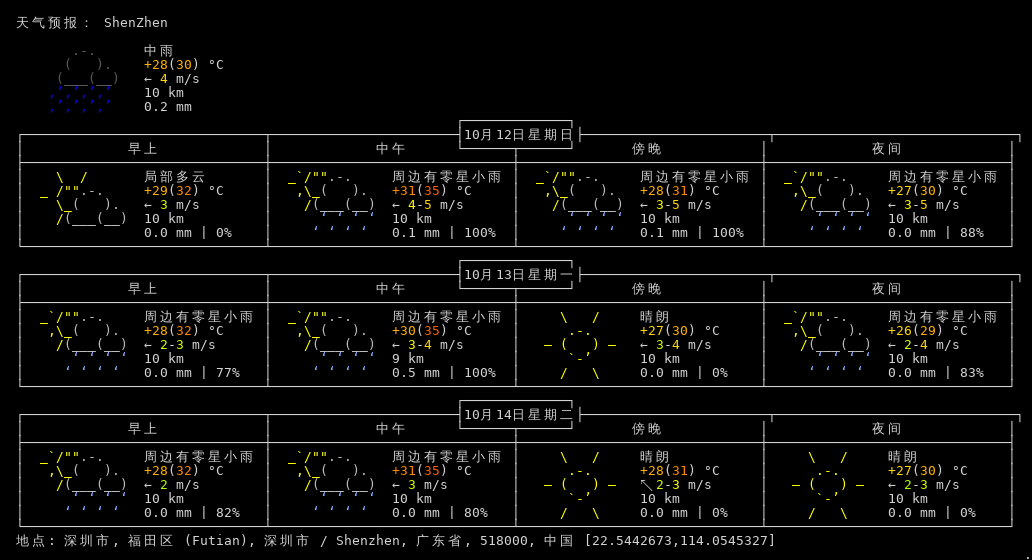 天气预报： ShenZhen
中雨
+28(30) °C
← 4 m/s
10 km
0.2 mm
10月12日星期日
早上 中午 傍晚 夜间
局部多云 周边有零星小雨 周边有零星小雨 周边有零星小雨
+29(32) °C +31(35) °C +28(31) °C +27(30) °C
← 3 m/s ← 4-5 m/s ← 3-5 m/s ← 3-5 m/s
10 km 10 km 10 km 10 km
0.0 mm | 0% 0.1 mm | 100% 0.1 mm | 100% 0.0 mm | 88%
10月13日星期一
早上 中午 傍晚 夜间
周边有零星小雨 周边有零星小雨 晴朗 周边有零星小雨
+28(32) °C +30(35) °C +27(30) °C +26(29) °C
← 2-3 m/s ← 3-4 m/s ← 3-4 m/s ← 2-4 m/s
10 km 9 km 10 km 10 km
0.0 mm | 77% 0.5 mm | 100% 0.0 mm | 0% 0.0 mm | 83%
10月14日星期二
早上 中午 傍晚 夜间
周边有零星小雨 周边有零星小雨 晴朗 晴朗
+28(32) °C +31(35) °C +28(31) °C +27(30) °C
← 2 m/s ← 3 m/s ↖ 2-3 m/s ← 2-3 m/s
10 km 10 km 10 km 10 km
0.0 mm | 82% 0.0 mm | 80% 0.0 mm | 0% 0.0 mm | 0%
地点: 深圳市, 福田区 (Futian), 深圳市 / Shenzhen, 广东省, 518000, 中国 [22.5442673,114.0545327]